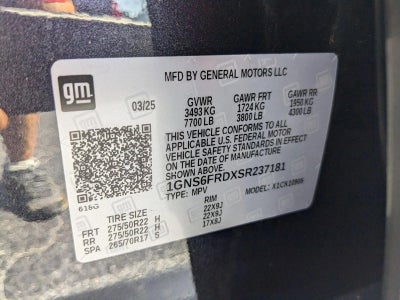 gm
MFD BY GENERAL MOTORS LLC
03/25
GVWR GAWR FRT GAWR RR
3493 KG 1724 KG 1950 KG
7700 LB 3800 LB 4300 LB
THIS VEHICLE CONFORMS TO ALL
APPLICABLE U.S. FEDERAL MOTOR
VEHICLE SAFETY STANDARDS IN EFFECT
ON THE DATE OF MANUFACTURE
SHOWN ABOVE.
1GNS6FRDXSR237181
TYPE: MPV MODEL: X1CK10906
616G
TIRE SIZE RIM
FRT 275/50R22 H 22X9J
RR 275/50R22 H 22X9J
SPA 265/70R17 S 17X8J